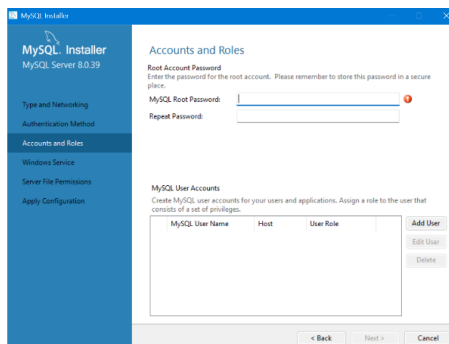 MySQL Installer
MySQL. Installer
MySQL Server 8.0.39
Type and Networking
Authentication Method
Accounts and Roles
Windows Service
Server File Permissions
Apply Configuration
Accounts and Roles
Root Account Password
Enter the password for the root account. Please remember to store this password in a secure
place.
MySQL Root Password:
Repeat Password:
MySQL User Accounts
Create MySQL user accounts for your users and applications. Assign a role to the user that
consists of a set of privileges.
MySQL User Name Host User Role
Add User
Edit User
Delete
< Back Next > Cancel